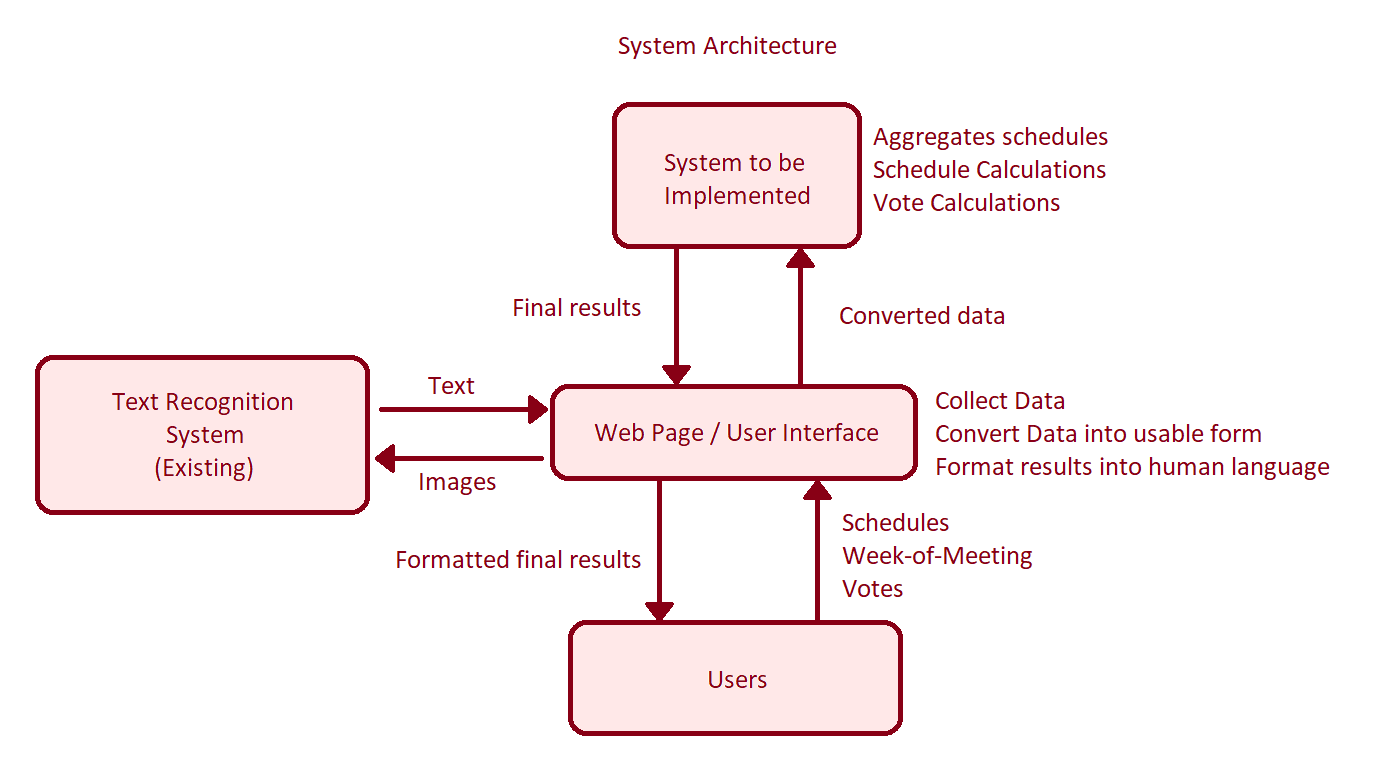 System Architecture
System to be
Implemented
Aggregates schedules
Schedule Calculations
Vote Calculations
Final results
Converted data
Text Recognition
System
(Existing)
Text
Images
Web Page / User Interface
Collect Data
Convert Data into usable form
Format results into human language
Formatted final results
Schedules
Week-of-Meeting
Votes
Users